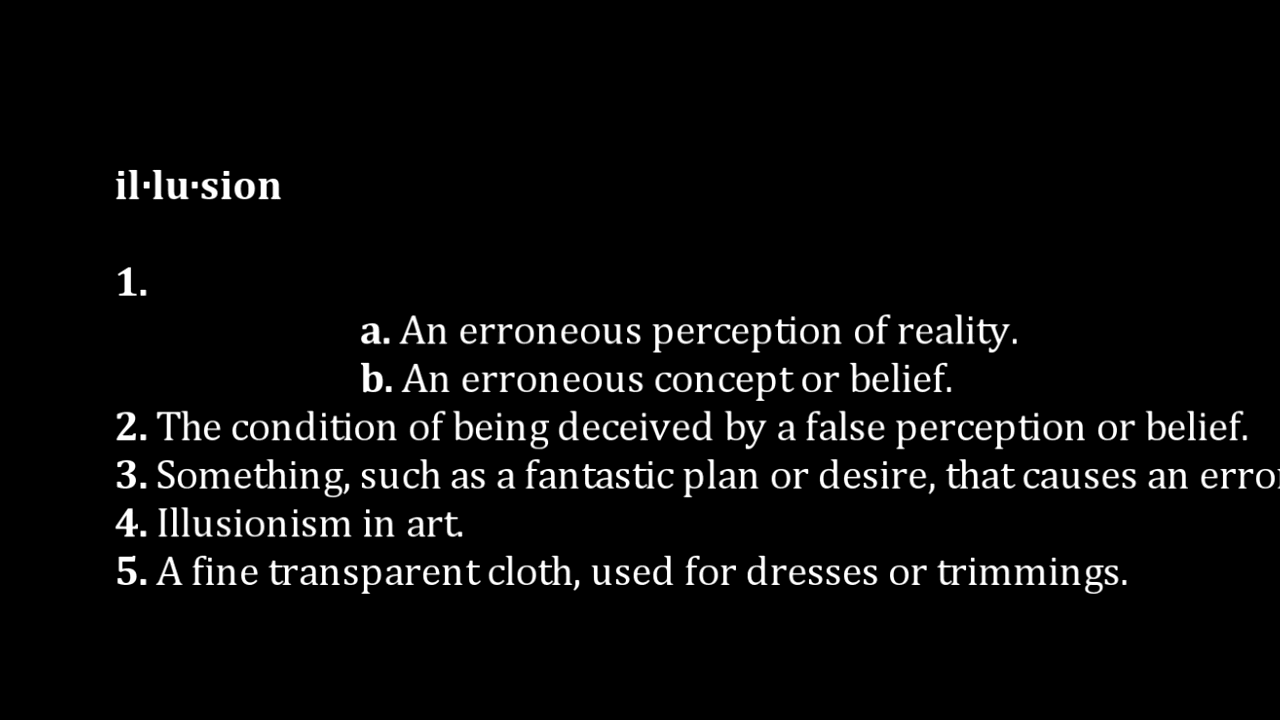 il·lu·sion
1.
a. An erroneous perception of reality.
b. An erroneous concept or belief.
2. The condition of being deceived by a false perception or belief.
3. Something, such as a fantastic plan or desire, that causes an
4. Illusionism in art.
5. A fine transparent cloth, used for dresses or trimmings.